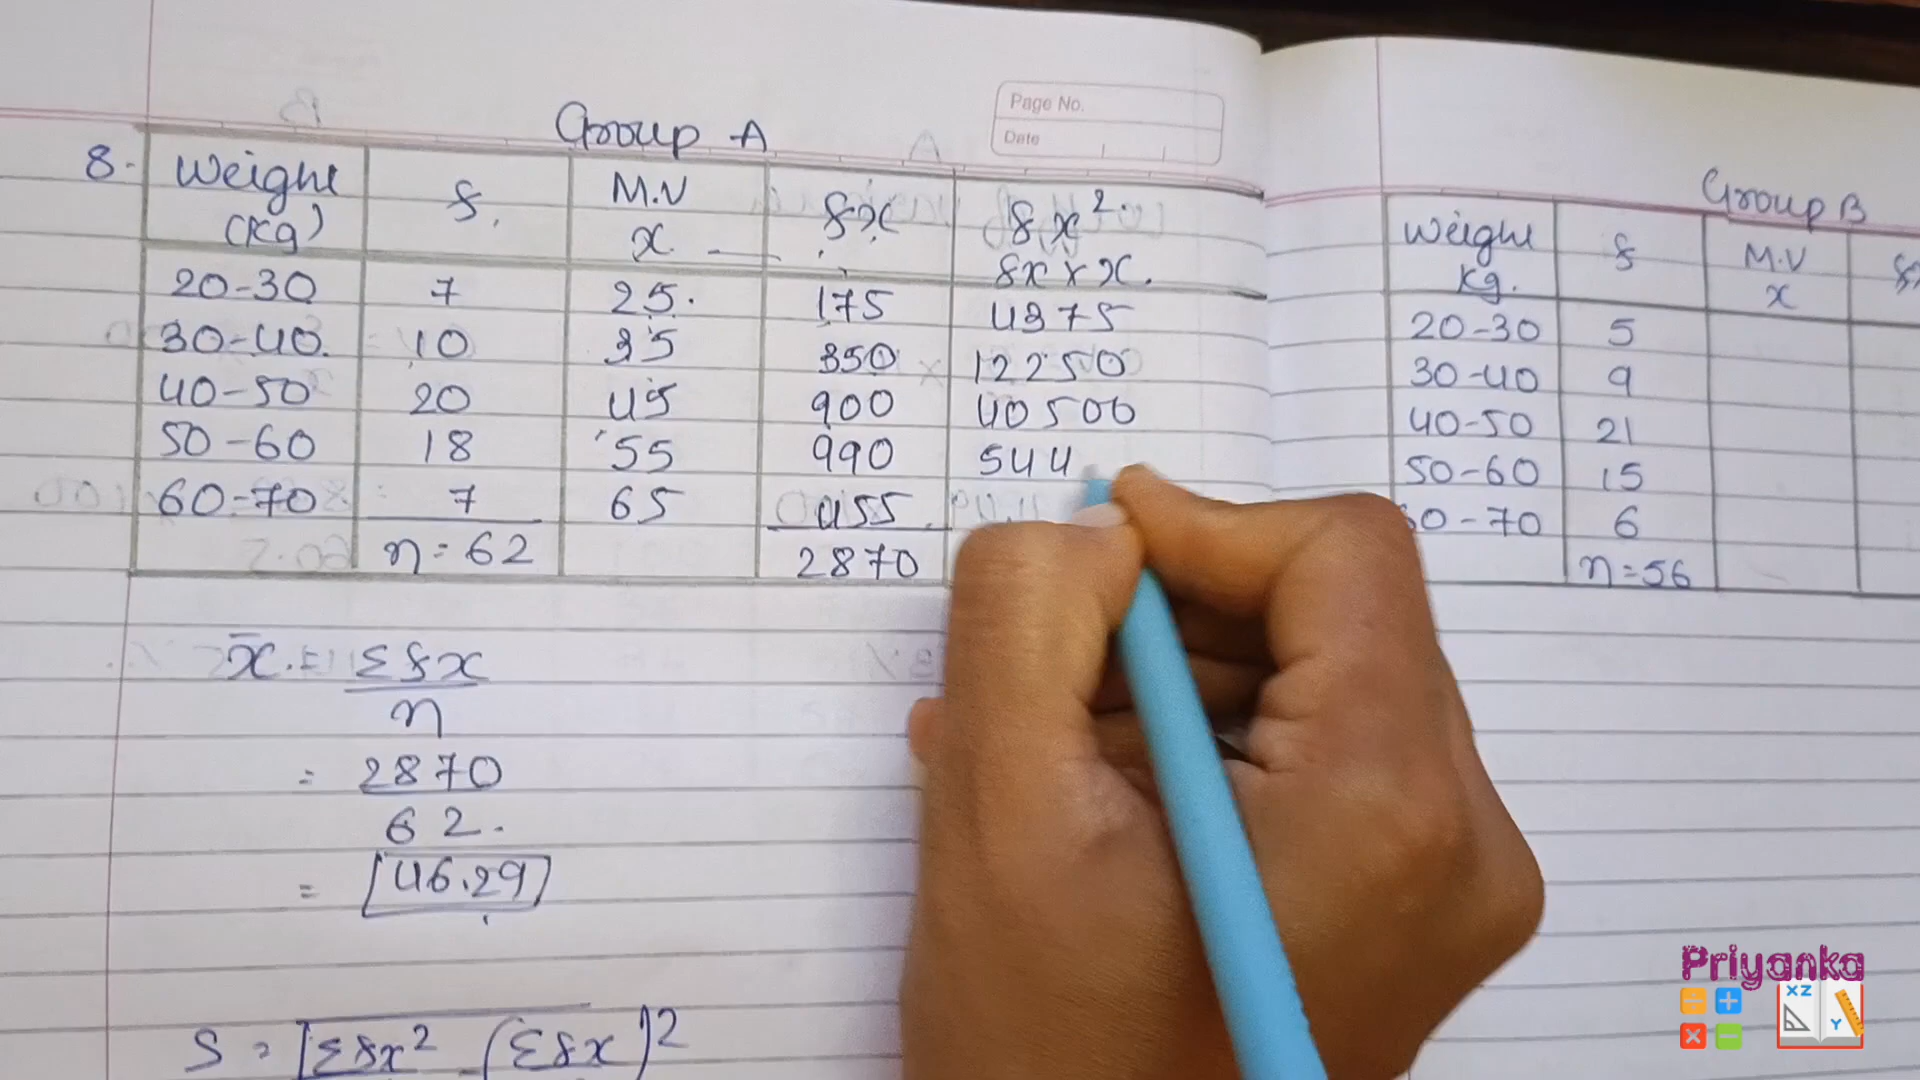 Group A
Page No.
Date
8.
Weight (kg) f. M.V x. fx fx² fx × x.
20-30 7 25. 175 4375
30-40. 10 35 350 12250
40-50 20 45 900 40500
50-60 18 55 990 544
60-70 7 65 455
n = 62 2870
x̄. = Σfx / n
= 2870 / 62.
= 46.29
S = √Σfx² - (Σfx)²
Group B
Weight kg. f M.V x
20-30 5
30-40 9
40-50 21
50-60 15
60-70 6
n = 56
Priyanka
XZ
Y